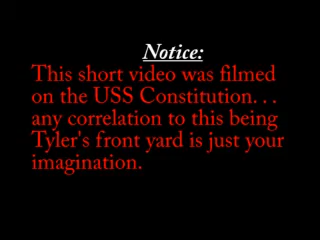 Notice:
This short video was filmed
on the USS Constitution. . .
any correlation to this being
Tyler's front yard is just your
imagination.